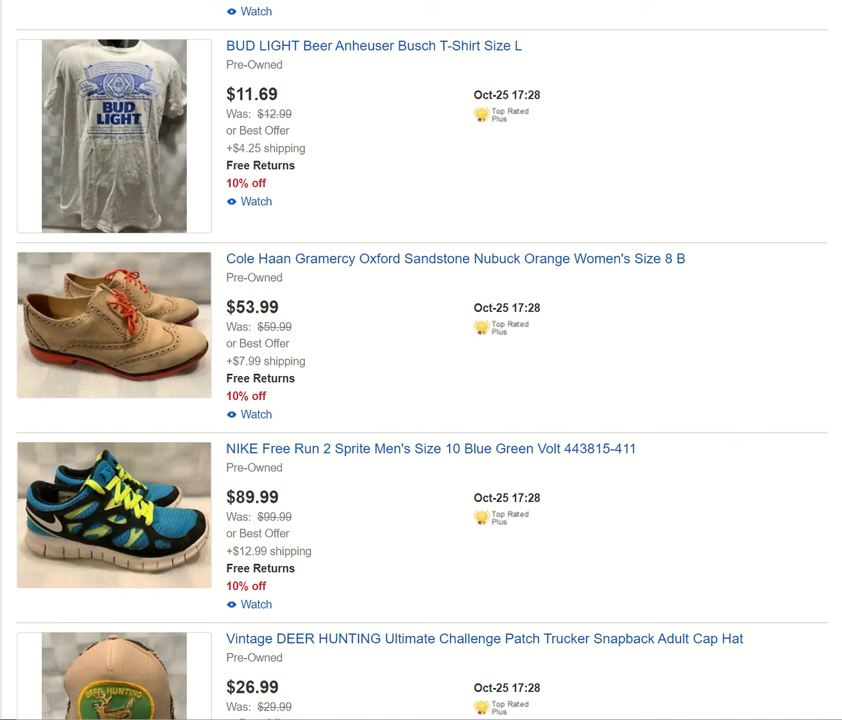 Watch
BUD LIGHT Beer Anheuser Busch T-Shirt Size L
Pre-Owned
$11.69
Oct-25 17:28
Was: $12.99
Top Rated
Plus
or Best Offer
+$4.25 shipping
Free Returns
10% off
Watch
BUD
LIGHT
Cole Haan Gramercy Oxford Sandstone Nubuck Orange Women's Size 8 B
Pre-Owned
$53.99
Oct-25 17:28
Was: $59.99
Top Rated
Plus
or Best Offer
+$7.99 shipping
Free Returns
10% off
Watch
NIKE Free Run 2 Sprite Men's Size 10 Blue Green Volt 443815-411
Pre-Owned
$89.99
Oct-25 17:28
Was: $99.99
Top Rated
Plus
or Best Offer
+$12.99 shipping
Free Returns
10% off
Watch
Vintage DEER HUNTING Ultimate Challenge Patch Trucker Snapback Adult Cap Hat
Pre-Owned
$26.99
Oct-25 17:28
Was: $29.99
Top Rated
Plus
DEER HUNTING